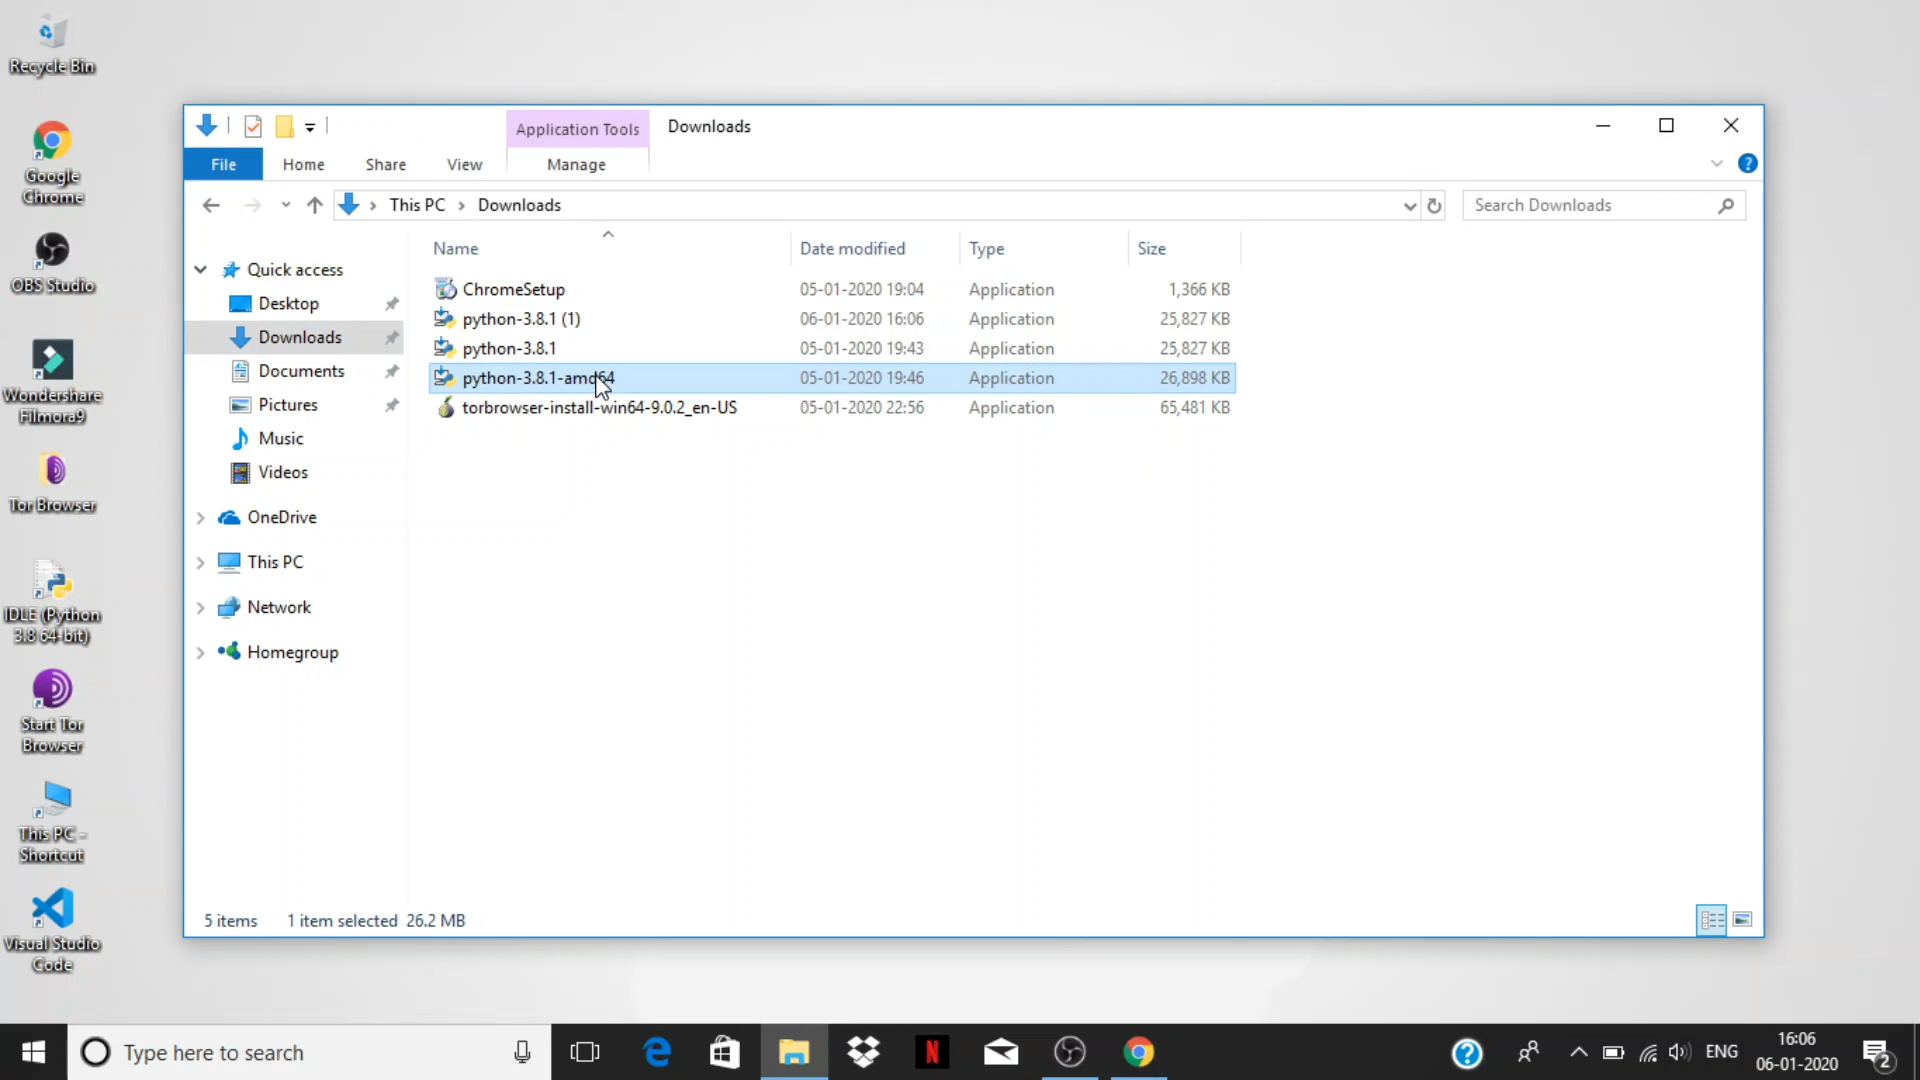 Recycle Bin
Google
Chrome
OBS Studio
Wondershare
Filmora9
Tor Browser
IDLE (Python
3.8 64-bit)
Start Tor
Browser
This PC -
Shortcut
Visual Studio
Code
Application Tools
Downloads
File
Home
Share
View
Manage
This PC
Downloads
Search Downloads
Name
Date modified
Type
Size
Quick access
Desktop
Downloads
Documents
Pictures
Music
Videos
OneDrive
This PC
Network
Homegroup
ChromeSetup 05-01-2020 19:04 Application 1,366 KB
python-3.8.1 (1) 06-01-2020 16:06 Application 25,827 KB
python-3.8.1 05-01-2020 19:43 Application 25,827 KB
python-3.8.1-amd64 05-01-2020 19:46 Application 26,898 KB
torbrowser-install-win64-9.0.2_en-US 05-01-2020 22:56 Application 65,481 KB
5 items 1 item selected 26.2 MB
Type here to search
N
ENG
16:06
06-01-2020
2